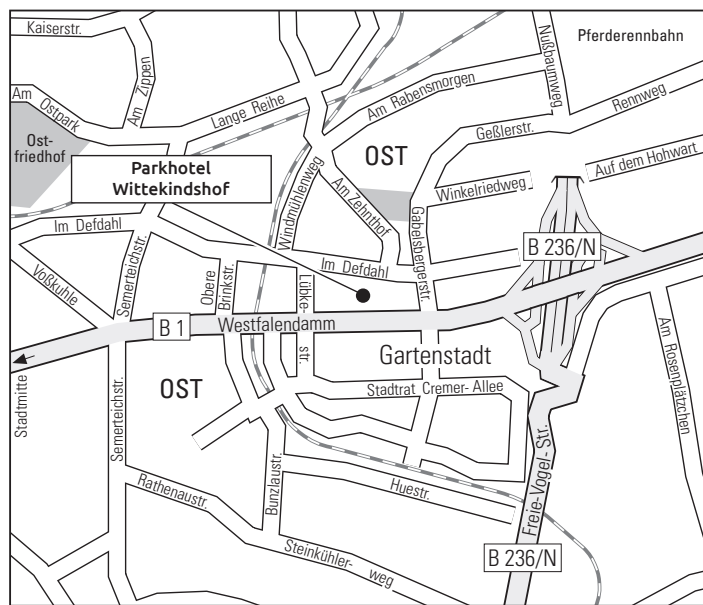 Kaiserstr.
Pferderennbahn
Nußbaumweg
Am Zippen
Am
Ostpark
Lange Reihe
Am Rabensmorgen
Rennweg
Geßlerstr.
Ost-
friedhof
OST
Parkhotel
Wittekindshof
Auf dem Hohwart
Winkelriedweg
Windmühlenweg
Am Zehnthof
Gabelsbergerstr.
Im Defdahl
Im Defdahl
B 236/N
Voßkuhle
Semerteichstr.
Obere
Brinkstr.
Lübke-
str.
B 1
Westfalendamm
Stadtmitte
Gartenstadt
Am Rosenplätzchen
OST
Stadtrat Cremer-Allee
Semerteichstr.
Freie-Vogel-Str.
Rathenaustr.
Bunzlaustr.
Huestr.
Steinkühler-
weg
B 236/N